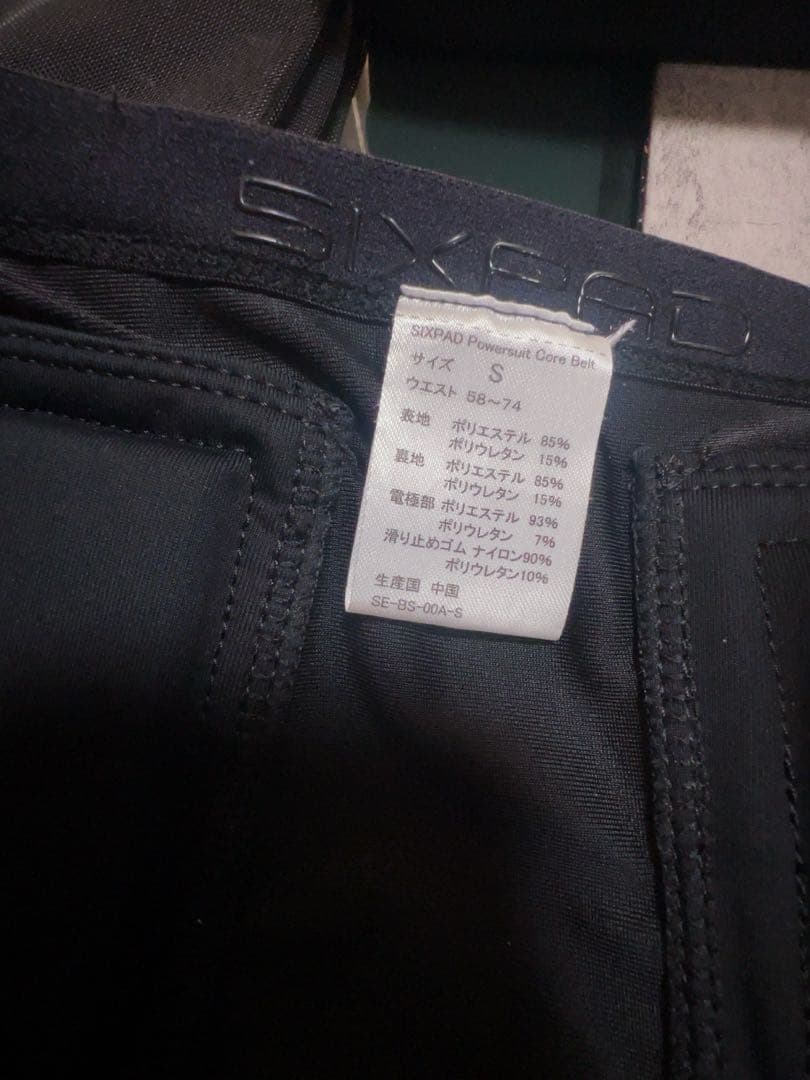 SIXPAD
SIXPAD Powersuit Core Belt
サイズ S
ウエスト 58～74
表地 ポリエステル 85%
ポリウレタン 15%
裏地 ポリエステル 85%
ポリウレタン 15%
電極部 ポリエステル 93%
ポリウレタン 7%
滑り止めゴム ナイロン90%
ポリウレタン10%
生産国 中国
SE-BS-00A-S